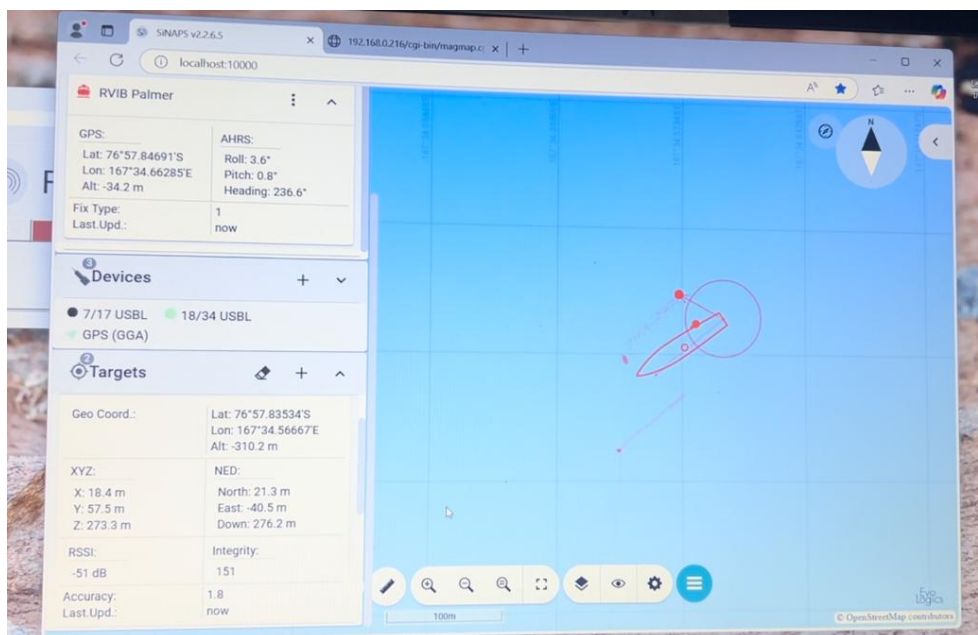 SiNAPS v2.2.6.5
192.168.0.216/cgi-bin/magmap.c
localhost:10000
RVIB Palmer
GPS:
Lat: 76°57.84691'S
Lon: 167°34.66285'E
Alt: -34.2 m
AHRS:
Roll: 3.6°
Pitch: 0.8°
Heading: 236.6°
Fix Type: 1
Last.Upd.: now
3
Devices
7/17 USBL 18/34 USBL
GPS (GGA)
2
Targets
Geo Coord.:
Lat: 76°57.83534'S
Lon: 167°34.56667'E
Alt: -310.2 m
XYZ:
X: 18.4 m
Y: 57.5 m
Z: 273.3 m
NED:
North: 21.3 m
East: -40.5 m
Down: 276.2 m
RSSI:
-51 dB
Integrity:
151
Accuracy: 1.8
Last.Upd.: now
N
100m
Evo
Logics
© OpenStreetMap contributors
F